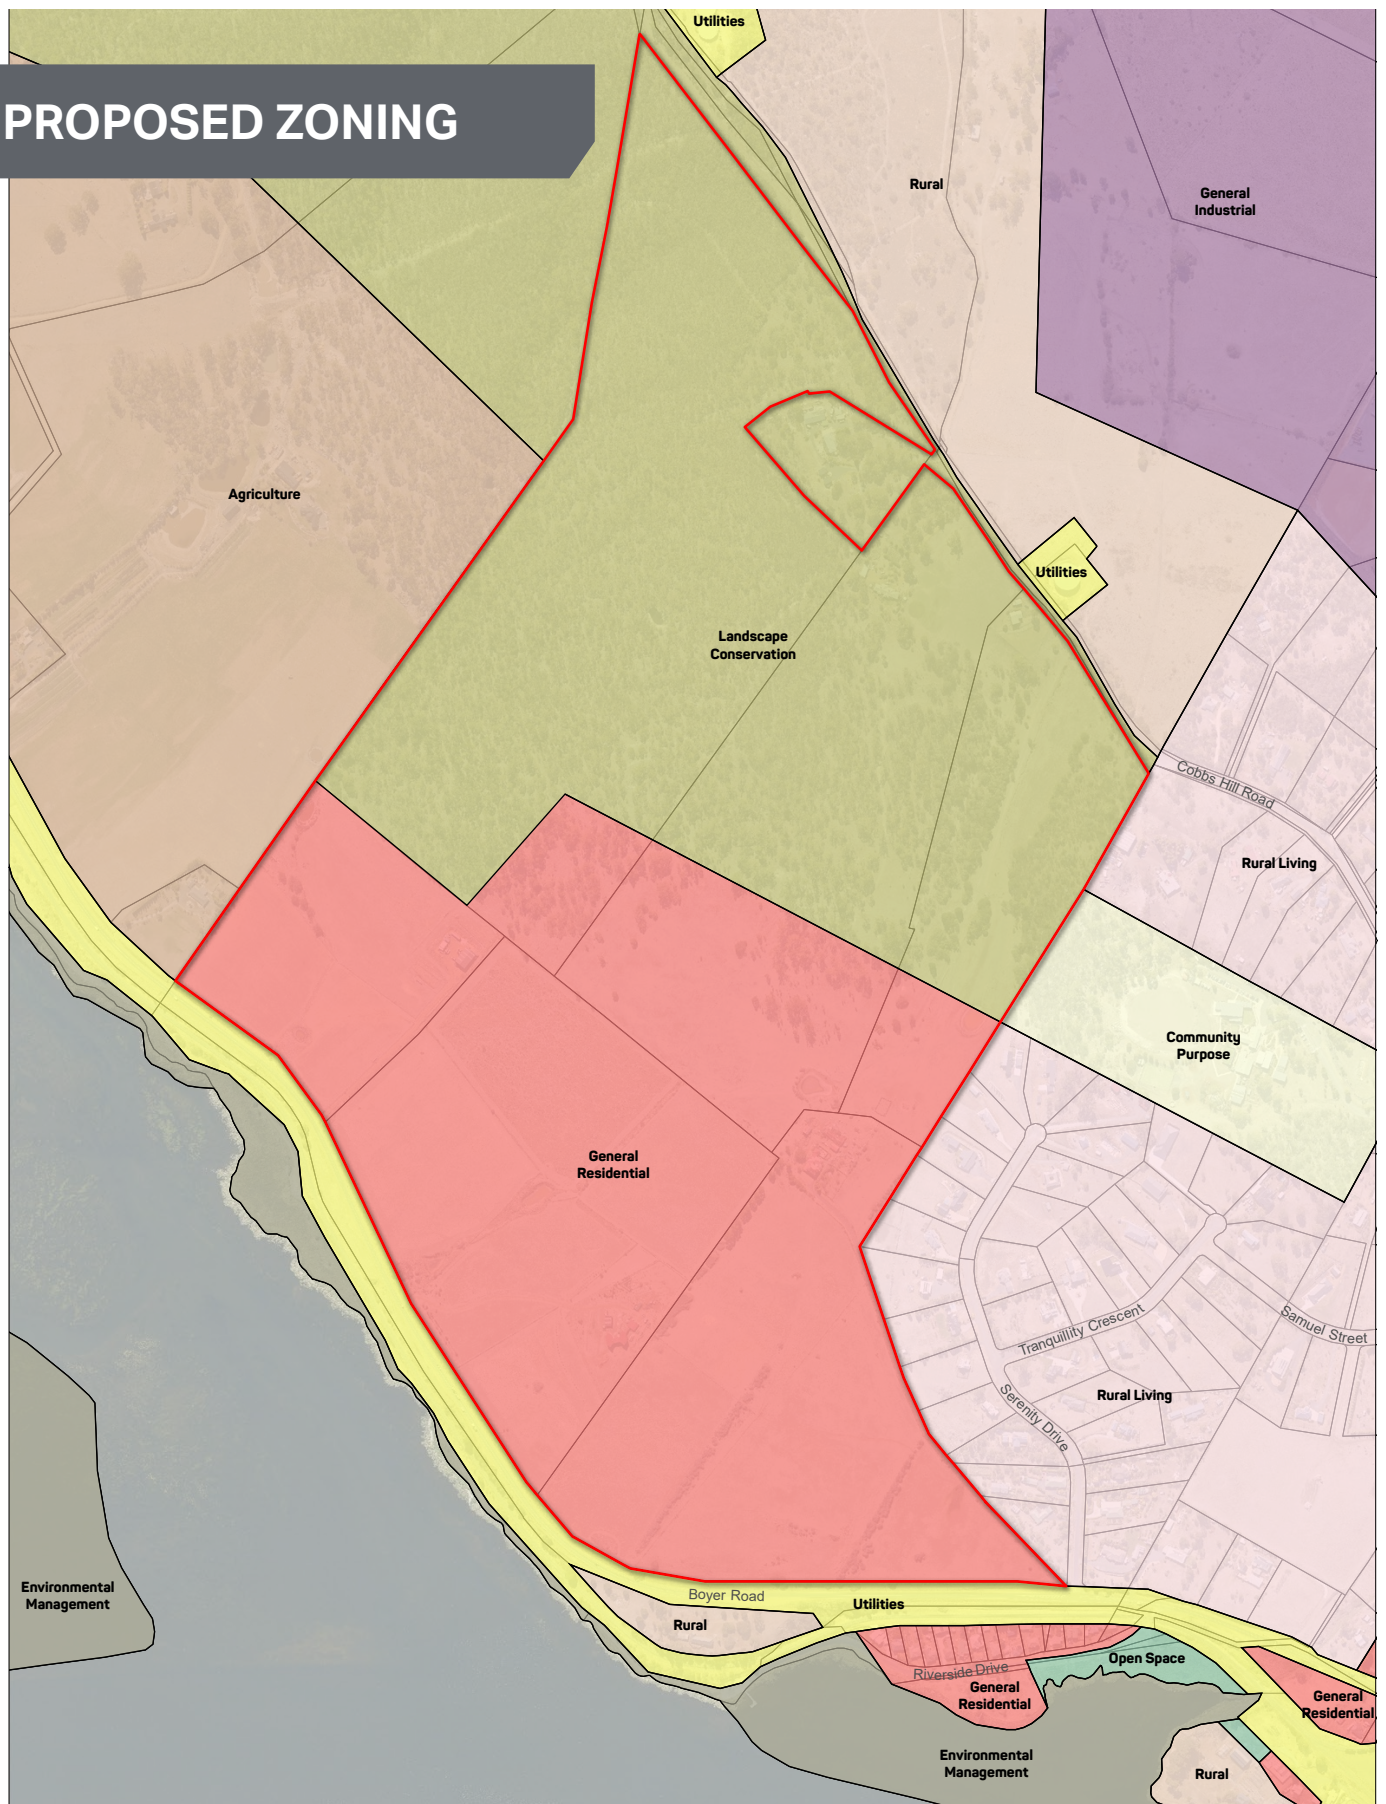 Utilities
PROPOSED ZONING
Rural
General
Industrial
Agriculture
Utilities
Landscape
Conservation
Cobbs Hill Road
Rural Living
Community
Purpose
General
Residential
Tranquillity Crescent
Samuel Street
Serenity Drive
Rural Living
Environmental
Management
Boyer Road
Utilities
Rural
Riverside Drive
Open Space
General
Residential
General
Residential
Environmental
Management
Rural